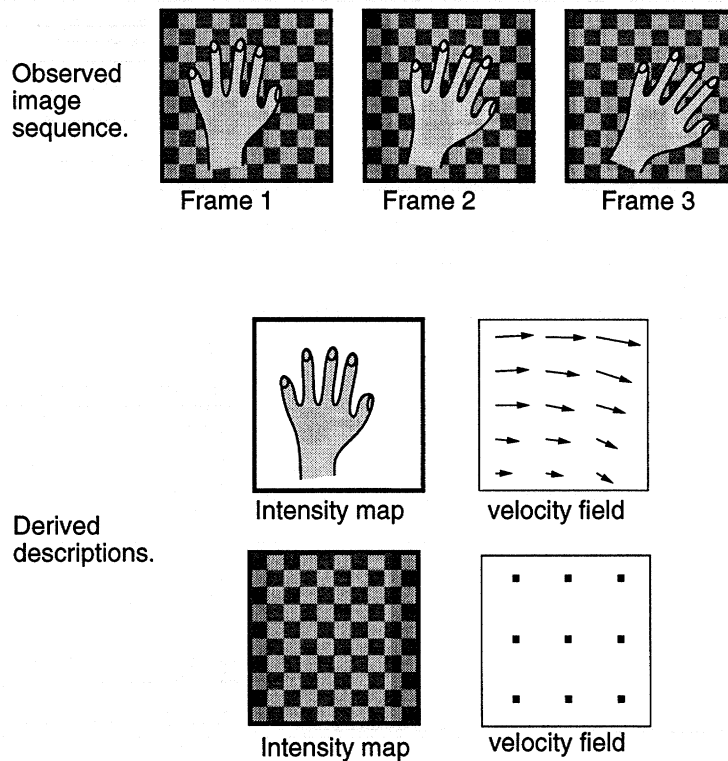 Observed
image
sequence.
Frame 1
Frame 2
Frame 3
Intensity map
velocity field
Derived
descriptions.
Intensity map
velocity field